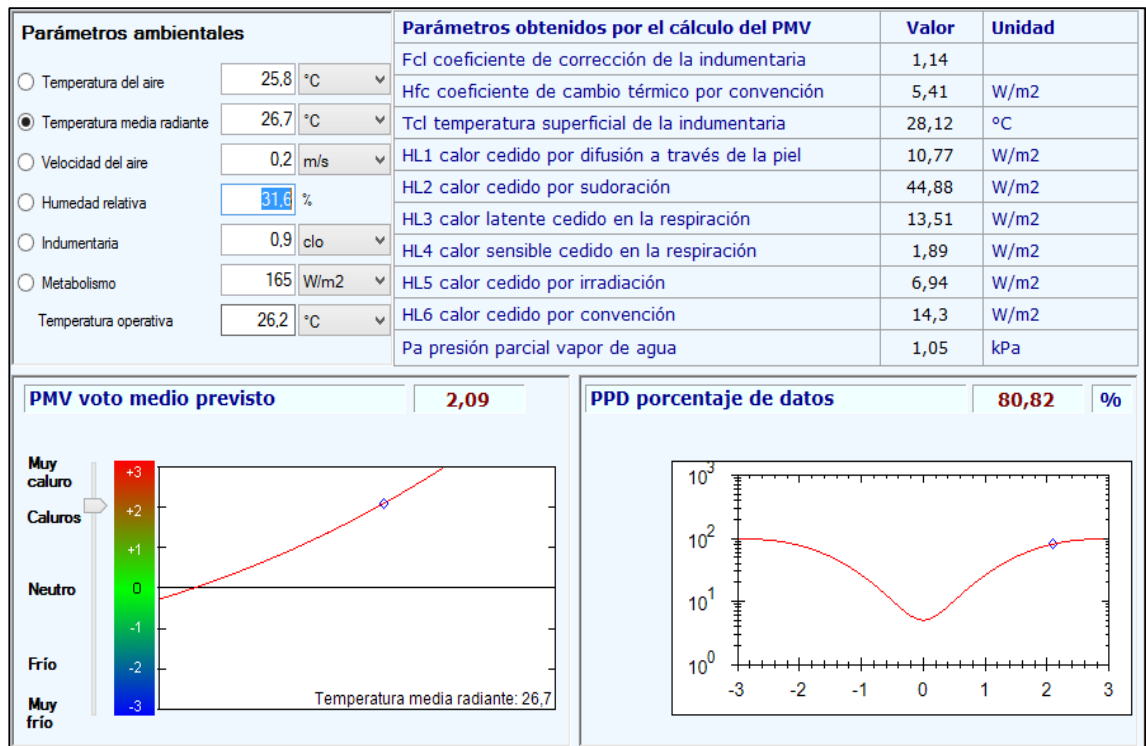 Parámetros ambientales
Temperatura del aire 25,8 °C
Temperatura media radiante 26,7 °C
Velocidad del aire 0,2 m/s
Humedad relativa 31,6 %
Indumentaria 0,9 clo
Metabolismo 165 W/m2
Temperatura operativa 26,2 °C
Parámetros obtenidos por el cálculo del PMV Valor Unidad
Fcl coeficiente de corrección de la indumentaria 1,14
Hfc coeficiente de cambio térmico por convención 5,41 W/m2
Tcl temperatura superficial de la indumentaria 28,12 °C
HL1 calor cedido por difusión a través de la piel 10,77 W/m2
HL2 calor cedido por sudoración 44,88 W/m2
HL3 calor latente cedido en la respiración 13,51 W/m2
HL4 calor sensible cedido en la respiración 1,89 W/m2
HL5 calor cedido por irradiación 6,94 W/m2
HL6 calor cedido por convención 14,3 W/m2
Pa presión parcial vapor de agua 1,05 kPa
PMV voto medio previsto 2,09
Muy
caluro
Caluros
Neutro
Frío
Muy
frío
+3
+2
+1
0
-1
-2
-3
Temperatura media radiante: 26,7
PPD porcentaje de datos 80,82 %
10³
10²
10¹
10⁰
-3 -2 -1 0 1 2 3